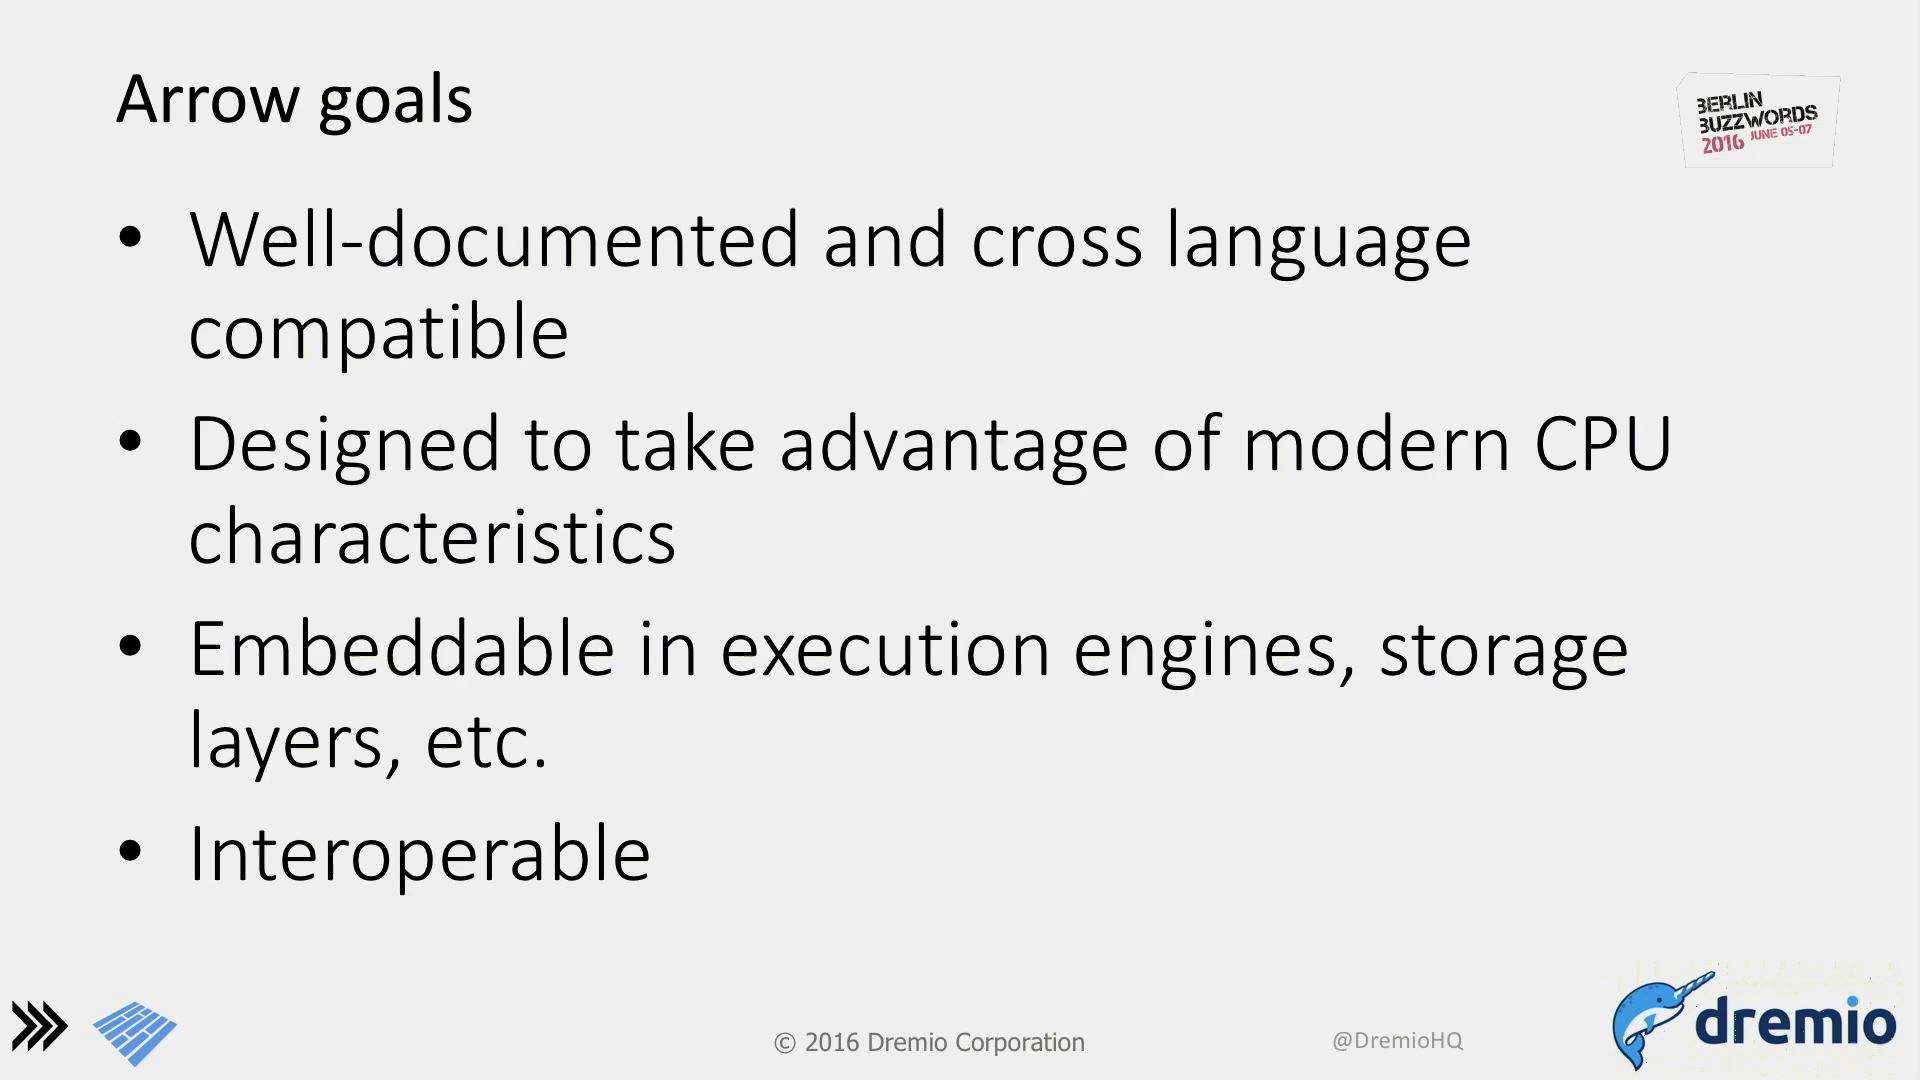 Arrow goals
BERLIN
BUZZWORDS
2016 JUNE 05-07
• Well-documented and cross language
compatible
• Designed to take advantage of modern CPU
characteristics
• Embeddable in execution engines, storage
layers, etc.
• Interoperable
© 2016 Dremio Corporation
@DremioHQ
dremio